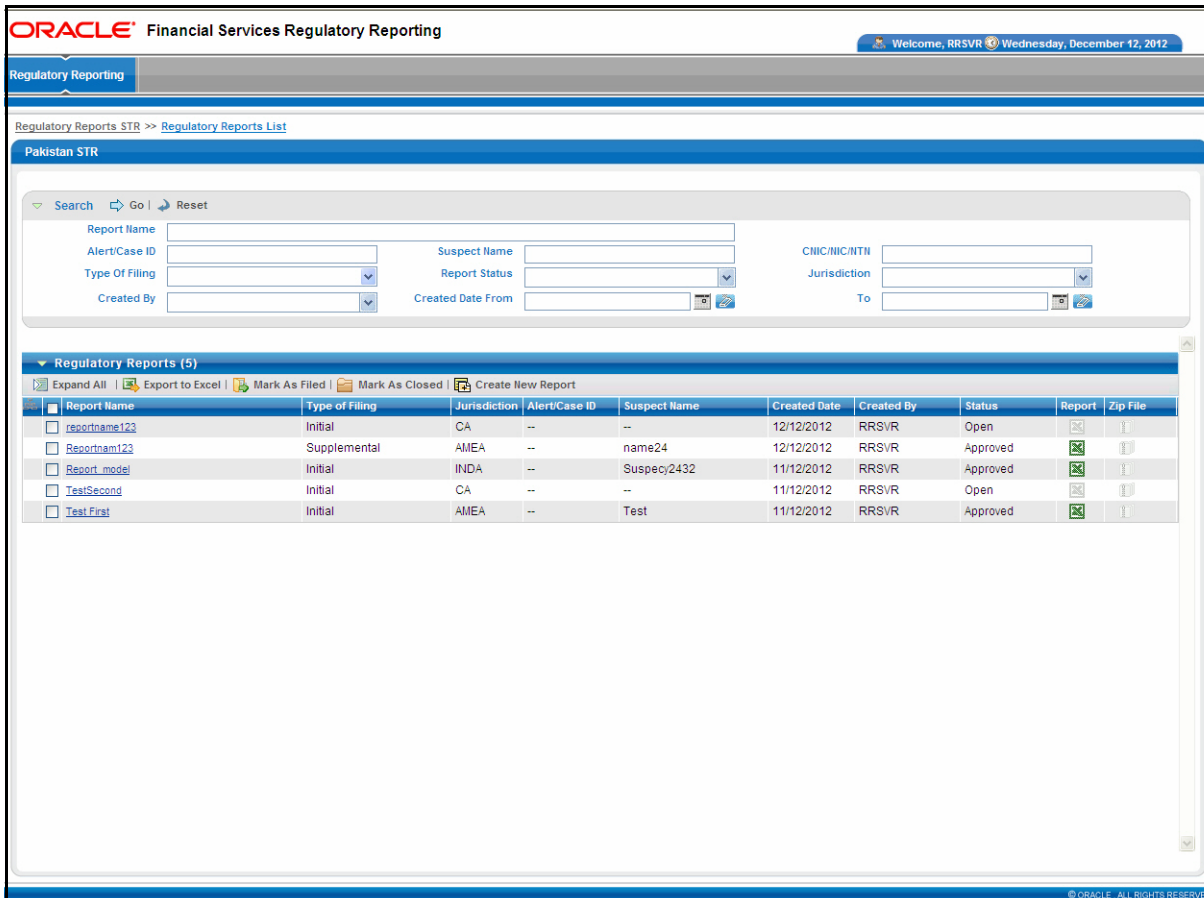 ORACLE® Financial Services Regulatory Reporting
Welcome, RRSVR Wednesday, December 12, 2012
Regulatory Reporting
Regulatory Reports STR >> Regulatory Reports List
Pakistan STR
Search Go | Reset
Report Name
Alert/Case ID Suspect Name CNIC/NIC/NTN
Type Of Filing Report Status Jurisdiction
Created By Created Date From To
Regulatory Reports (5)
Expand All | Export to Excel | Mark As Filed | Mark As Closed | Create New Report
Report Name Type of Filing Jurisdiction Alert/Case ID Suspect Name Created Date Created By Status Report Zip File
reportname123 Initial CA -- -- 12/12/2012 RRSVR Open
Reportnam123 Supplemental AMEA -- name24 12/12/2012 RRSVR Approved
Report_model Initial INDA -- Suspecy2432 11/12/2012 RRSVR Approved
TestSecond Initial CA -- -- 11/12/2012 RRSVR Open
Test First Initial AMEA -- Test 11/12/2012 RRSVR Approved
© ORACLE ALL RIGHTS RESERVE